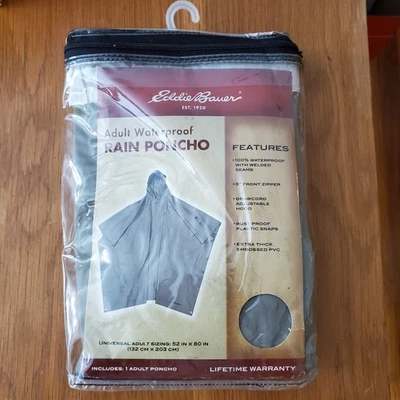 Eddie Bauer
EST. 1920
Adult Waterproof
RAIN PONCHO
FEATURES
•100% WATERPROOF
WITH WELDED
SEAMS
FRONT ZIPPER
•DRAWCORD
ADJUSTABLE
HOOD
•RUST PROOF
PLASTIC SNAPS
•EXTRA THICK
EMBOSSED PVC
UNIVERSAL ADULT SIZING: 52 IN X 80 IN
(132 CM X 203 CM)
INCLUDES: 1 ADULT PONCHO
LIFETIME WARRANTY